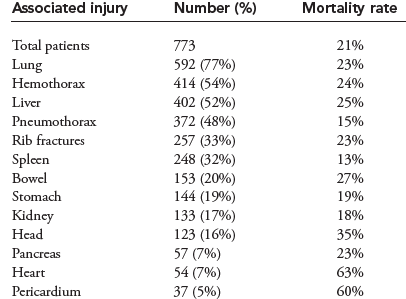 Associated injury Number (%) Mortality rate
Total patients 773 21%
Lung 592 (77%) 23%
Hemothorax 414 (54%) 24%
Liver 402 (52%) 25%
Pneumothorax 372 (48%) 15%
Rib fractures 257 (33%) 23%
Spleen 248 (32%) 13%
Bowel 153 (20%) 27%
Stomach 144 (19%) 19%
Kidney 133 (17%) 18%
Head 123 (16%) 35%
Pancreas 57 (7%) 23%
Heart 54 (7%) 63%
Pericardium 37 (5%) 60%